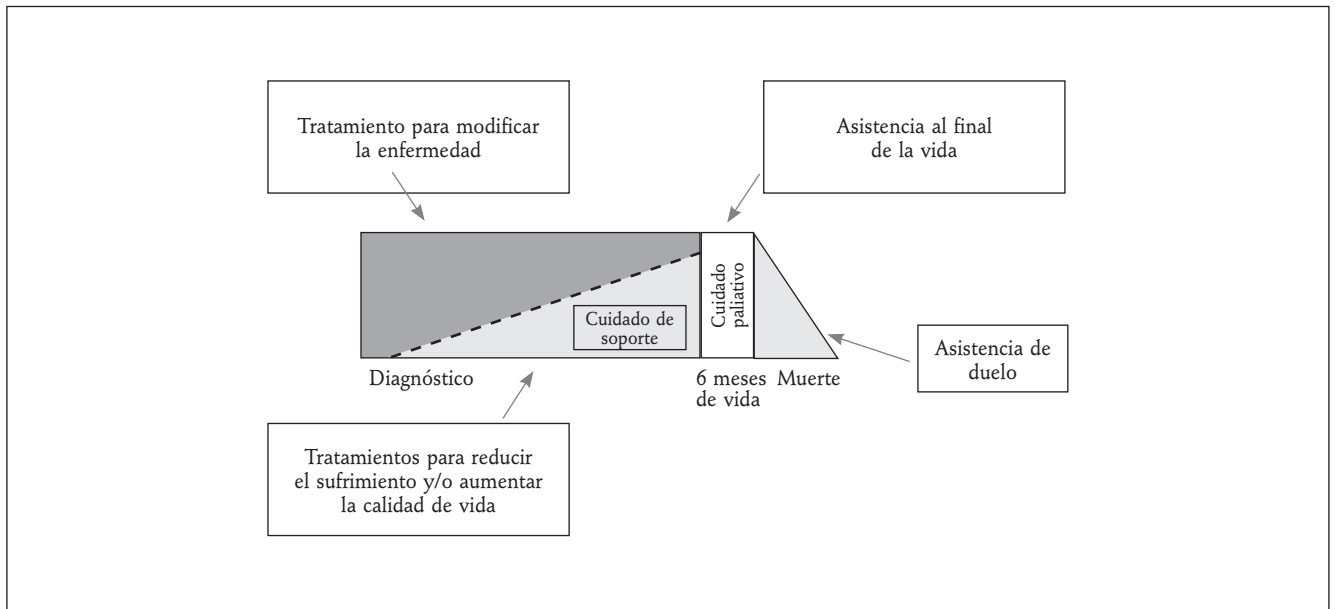 Tratamiento para modificar
la enfermedad
Asistencia al final
de la vida
Cuidado de
soporte
Cuidado
paliativo
Asistencia de
duelo
Diagnóstico
6 meses
de vida
Muerte
Tratamientos para reducir
el sufrimiento y/o aumentar
la calidad de vida